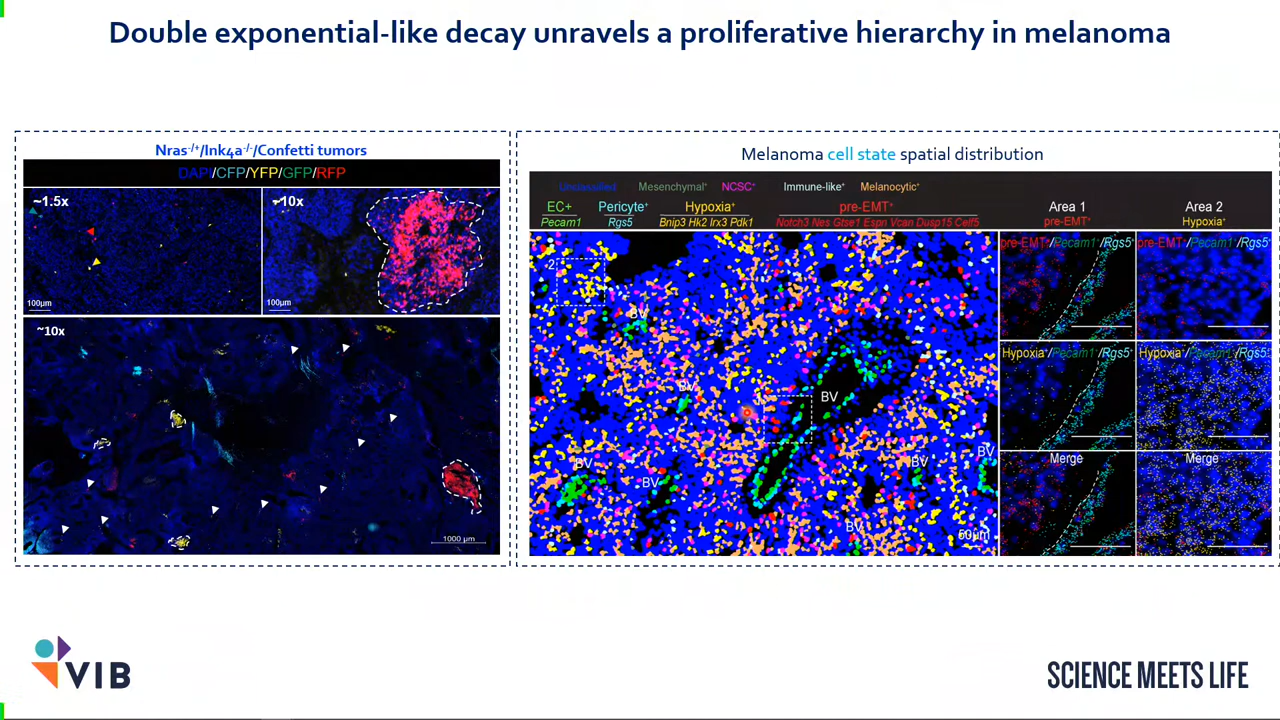 Double exponential-like decay unravels a proliferative hierarchy in melanoma
Nras-/+/Ink4a-/-/Confetti tumors
DAPI/CFP/YFP/GFP/RFP
~1.5x
100µm
~10x
100µm
~10x
1000 µm
Melanoma cell state spatial distribution
Unclassified Mesenchymal+ NCSC+ Immune-like+ Melanocytic+
EC+ Pericyte+ Hypoxia+ pre-EMT+
Pecam1 Rgs5 Bnip3 Hk2 Irx3 Pdk1 Notch3 Nes Gtse1 Espn Vcan Dusp15 Celf5
Area 1 Area 2
pre-EMT+ Hypoxia+
2
BV
BV
BV
BV
BV
BV
BV
BV
50µm
pre-EMT+/Pecam1+/Rgs5+ pre-EMT+/Pecam1+/Rgs5+
Hypoxia+/Pecam1+/Rgs5+ Hypoxia+/Pecam1+/Rgs5+
Merge Merge
VIB
SCIENCE MEETS LIFE